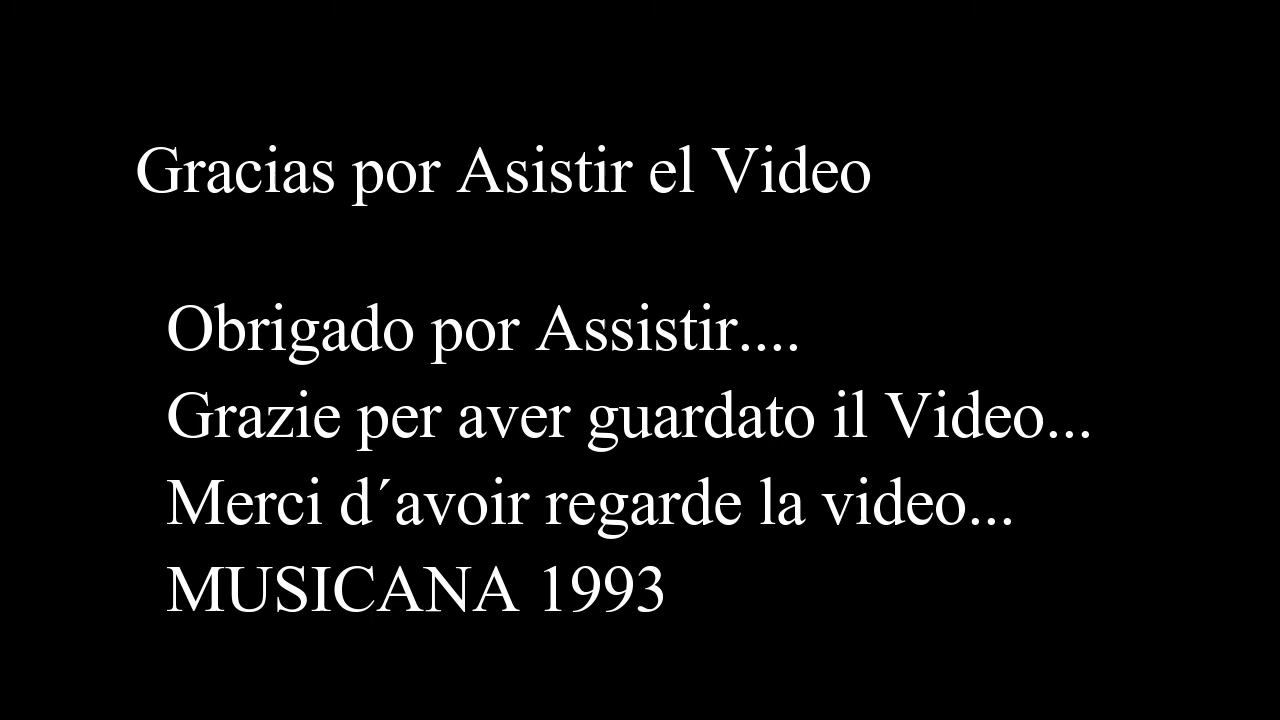 Gracias por Asistir el Video
Obrigado por Assistir....
Grazie per aver guardato il Video...
Merci d´avoir regarde la video...
MUSICANA 1993